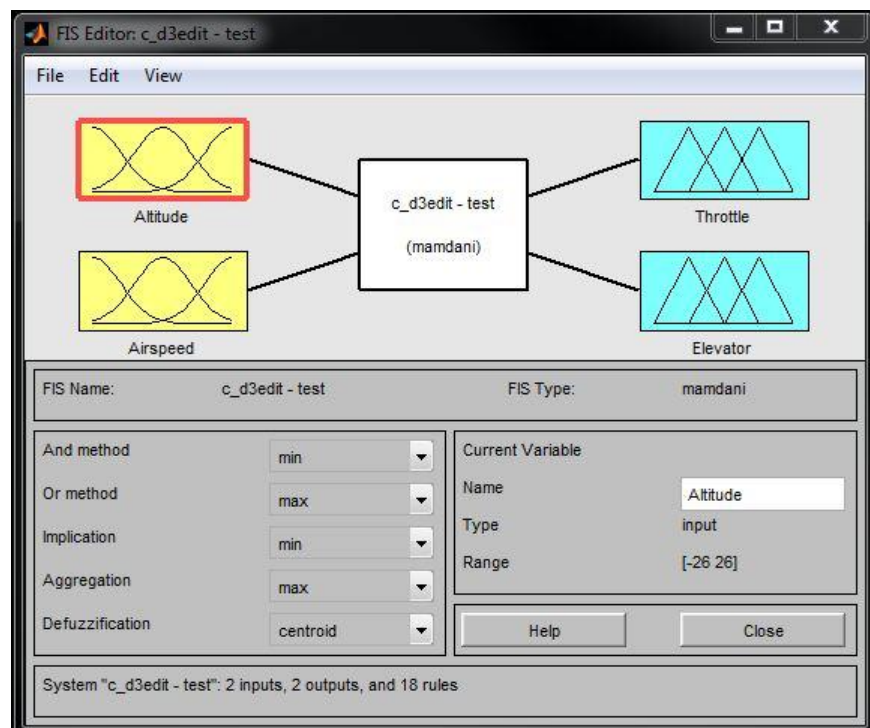 FIS Editor: c_d3edit - test
File Edit View
Altitude
c_d3edit - test
(mamdani)
Throttle
Airspeed
Elevator
FIS Name: c_d3edit - test FIS Type: mamdani
And method min
Or method max
Implication min
Aggregation max
Defuzzification centroid
Current Variable
Name Altitude
Type input
Range [-26 26]
Help Close
System "c_d3edit - test": 2 inputs, 2 outputs, and 18 rules